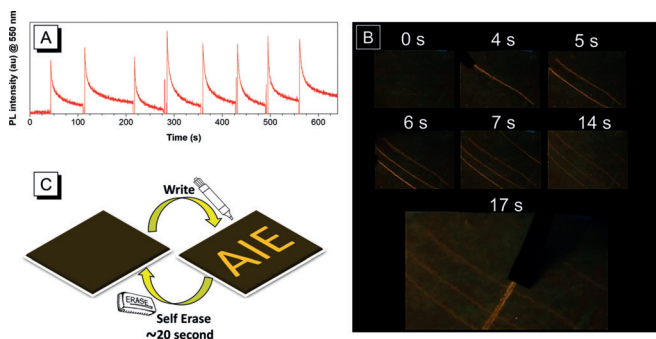 A
PL intensity (au) @ 550 nm
0 100 200 300 400 500 600
Time (s)
B
0 s 4 s 5 s
6 s 7 s 14 s
17 s
C
Write
AIE
ERASE
Self Erase
~20 second